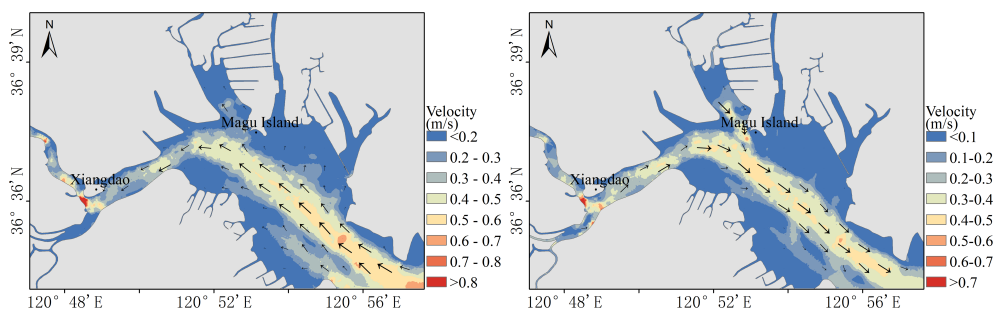 N
36° 39′ N
36° 36′ N
Magu Island
Xiangdao
120° 48′ E
120° 52′ E
120° 56′ E
Velocity
(m/s)
<0.2
0.2 - 0.3
0.3 - 0.4
0.4 - 0.5
0.5 - 0.6
0.6 - 0.7
0.7 - 0.8
>0.8
N
36° 39′ N
36° 36′ N
Magu Island
Xiangdao
120° 48′ E
120° 52′ E
120° 56′ E
Velocity
(m/s)
<0.1
0.1-0.2
0.2-0.3
0.3-0.4
0.4-0.5
0.5-0.6
0.6-0.7
>0.7